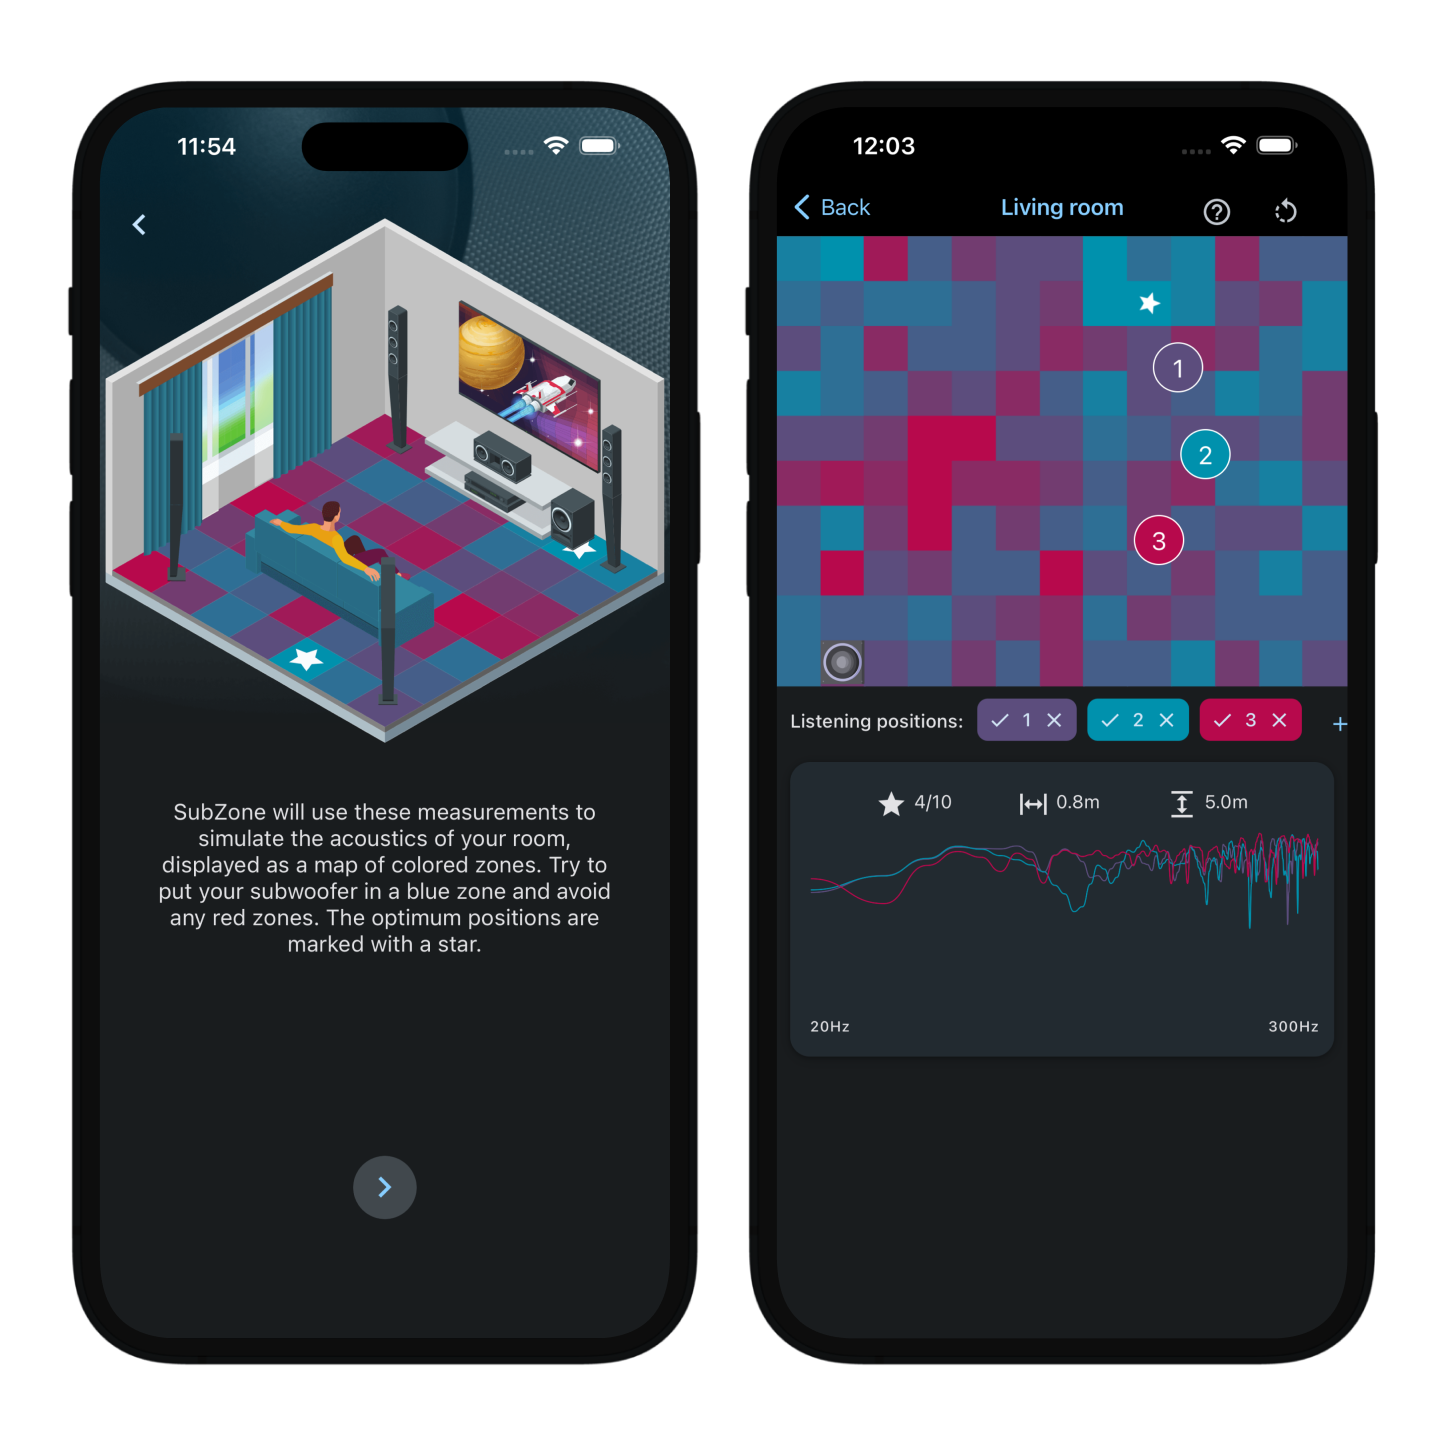 11:54
SubZone will use these measurements to
simulate the acoustics of your room,
displayed as a map of colored zones. Try to
put your subwoofer in a blue zone and avoid
any red zones. The optimum positions are
marked with a star.
12:03
Back
Living room
1
2
3
Listening positions:
1
2
3
4/10
0.8m
5.0m
20Hz
300Hz